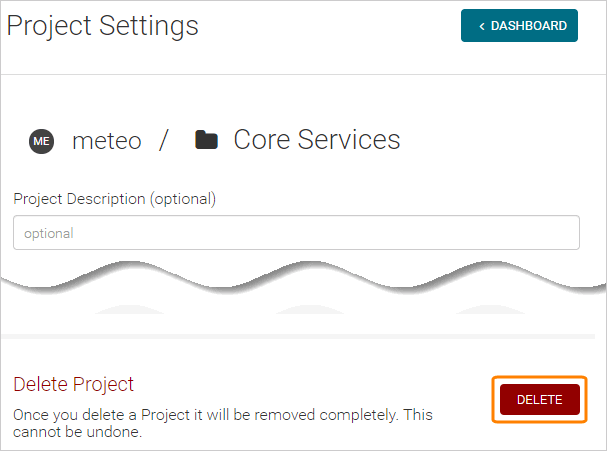 Project Settings
< DASHBOARD
ME meteo / Core Services
Project Description (optional)
optional
Delete Project
DELETE
Once you delete a Project it will be removed completely. This
cannot be undone.